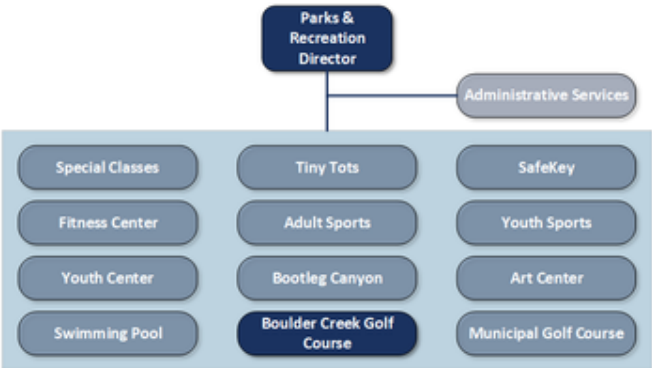 Parks &
Recreation
Director
Administrative Services
Special Classes
Tiny Tots
SafeKey
Fitness Center
Adult Sports
Youth Sports
Youth Center
Bootleg Canyon
Art Center
Swimming Pool
Boulder Creek Golf
Course
Municipal Golf Course